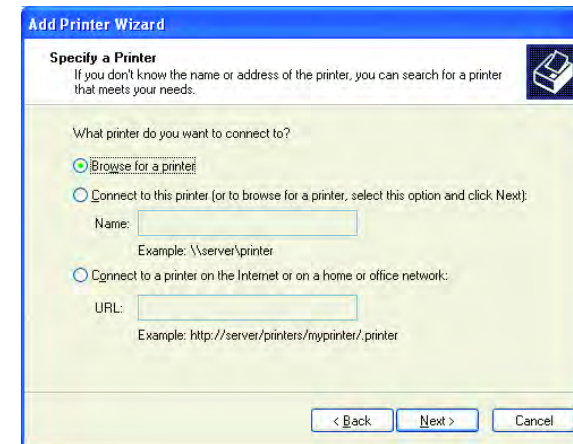 Add Printer Wizard
Specify a Printer
If you don't know the name or address of the printer, you can search for a printer
that meets your needs.
What printer do you want to connect to?
Browse for a printer
Connect to this printer (or to browse for a printer, select this option and click Next):
Name:
Example: \\server\printer
Connect to a printer on the Internet or on a home or office network:
URL:
Example: http://server/printers/myprinter/.printer
< Back Next > Cancel